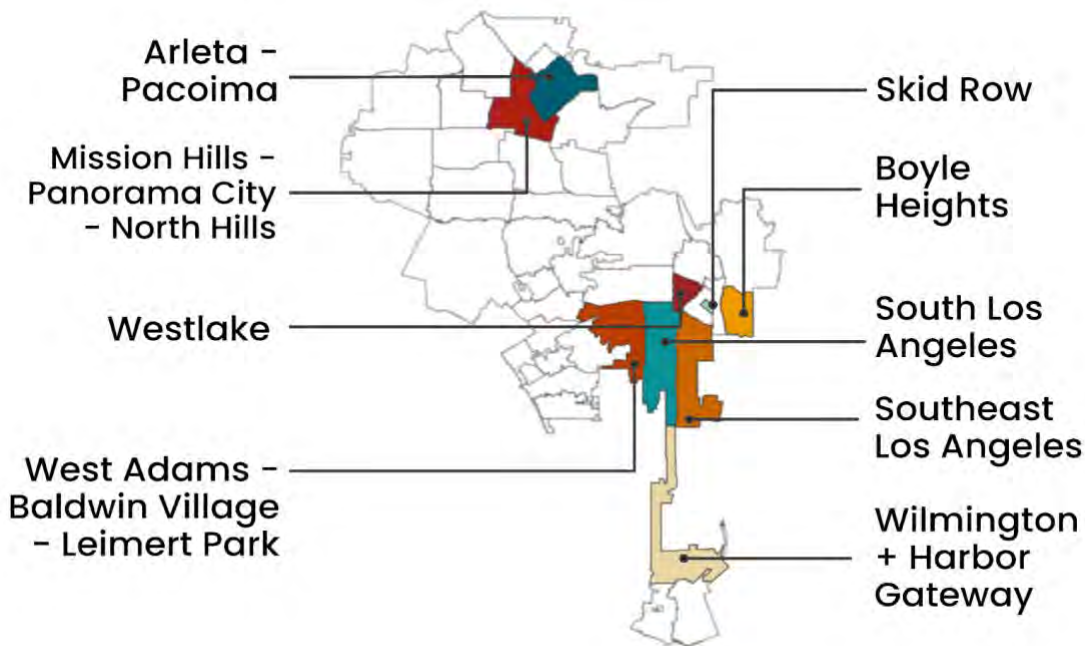 Arleta -
Pacoima
Mission Hills -
Panorama City
- North Hills
Westlake
West Adams -
Baldwin Village
- Leimert Park
Skid Row
Boyle
Heights
South Los
Angeles
Southeast
Los Angeles
Wilmington
+ Harbor
Gateway